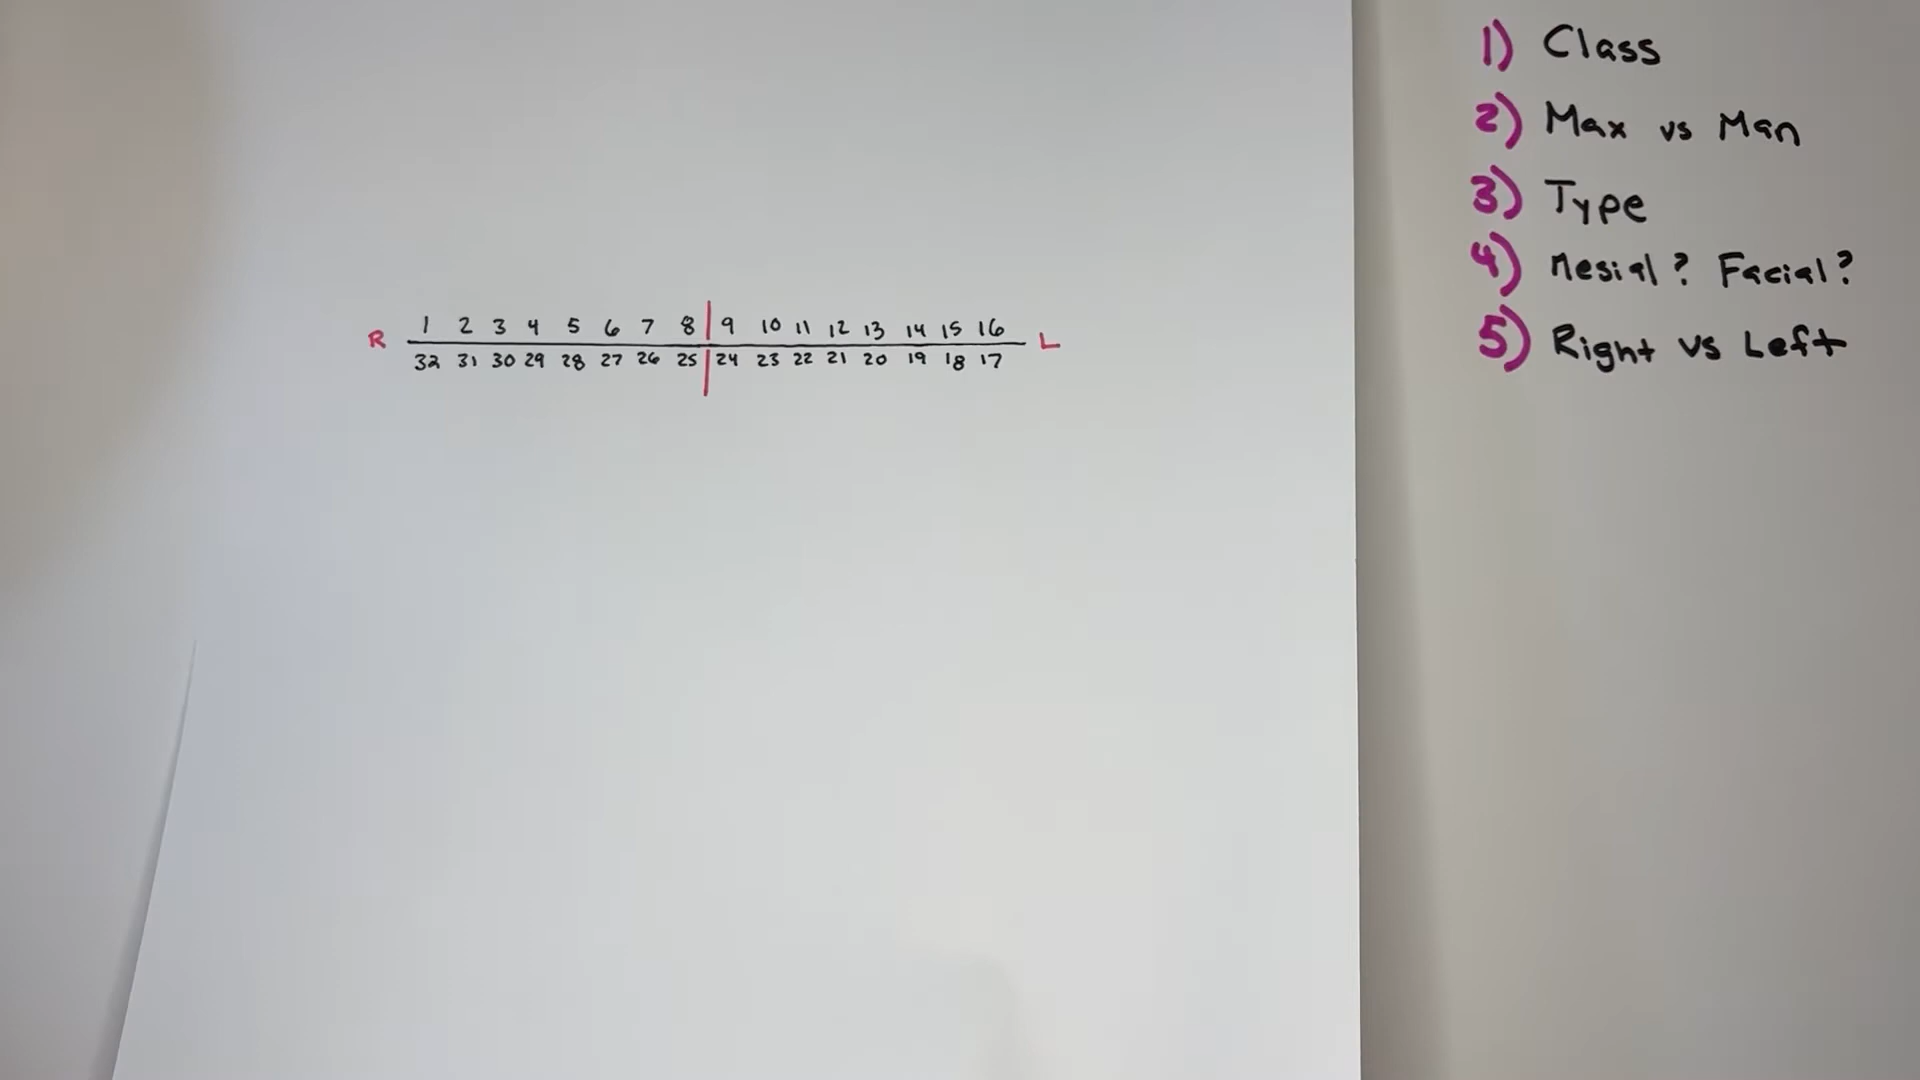 R 1 2 3 4 5 6 7 8 9 10 11 12 13 14 15 16 L
32 31 30 29 28 27 26 25 24 23 22 21 20 19 18 17
1) Class
2) Max vs Man
3) Type
4) Mesial? Facial?
5) Right vs Left